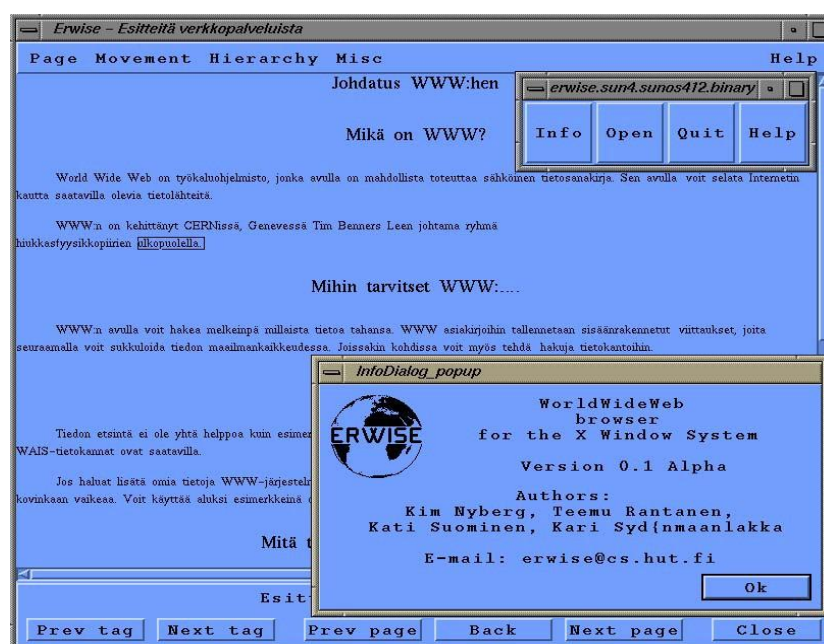 Erwise – Esitteitä verkkopalveluista
Page Movement Hierarchy Misc Help
Johdatus WWW:hen
erwise.sun4.sunos412.binary
Info Open Quit Help
Mikä on WWW?
World Wide Web on työkaluohjelmisto, jonka avulla on mahdollista toteuttaa sähköinen tietosanakirja. Sen avulla voit selata Internetin
kautta saatavilla olevia tietolähteitä.
WWW:n on kehittänyt CERNissä, Genevessä Tim Benners Leen johtama ryhmä
hiukkasfysiikkopiirien ulkopuolella.
Mihin tarvitset WWW:....
WWW:n avulla voit hakea melkeinpä millaista tietoa tahansa. WWW asiakirjoihin tallennetaan sisäänrakennetut viittaukset, joita
seuraamalla voit sukkuloida tiedon maailmankaikkeudessa. Joissakin kohdissa voit myös tehdä hakuja tietokantoihin.
InfoDialog_popup
ERWISE
WorldWideWeb
browser
for the X Window System
Version 0.1 Alpha
Authors:
Kim Nyberg, Teemu Rantanen,
Kati Suominen, Kari Syd{nmaanlakka
E-mail: erwise@cs.hut.fi
Ok
Tiedon etsintä ei ole yhtä helppoa kuin esimer
WAIS-tietokannat ovat saatavilla.
Jos haluat lisätä omia tietoja WWW-järjesteln
kovinkaan vaikeaa. Voit käyttää aluksi esimerkkeinä
Mitä t
Esit
Prev tag Next tag Prev page Back Next page Close